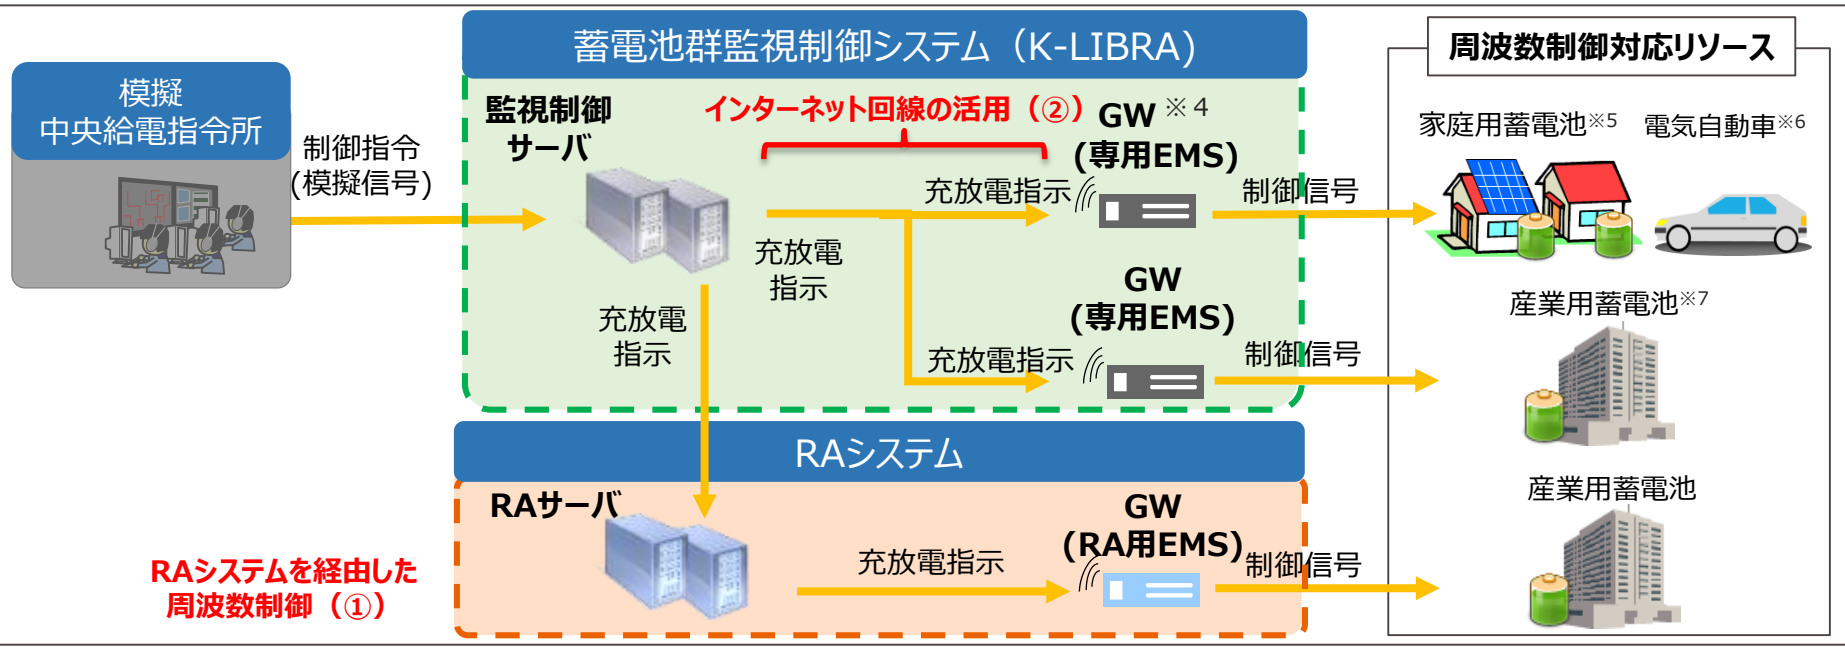 模擬
中央給電指令所
制御指令
(模擬信号)
蓄電池群監視制御システム（K-LIBRA）
監視制御
サーバ
インターネット回線の活用（②）
GW※４
(専用EMS)
充放電指示
制御信号
充放電
指示
GW
(専用EMS)
充放電指示
制御信号
充放電
指示
RAシステム
RAサーバ
GW
(RA用EMS)
充放電指示
制御信号
RAシステムを経由した
周波数制御（①）
周波数制御対応リソース
家庭用蓄電池※5
電気自動車※6
産業用蓄電池※7
産業用蓄電池